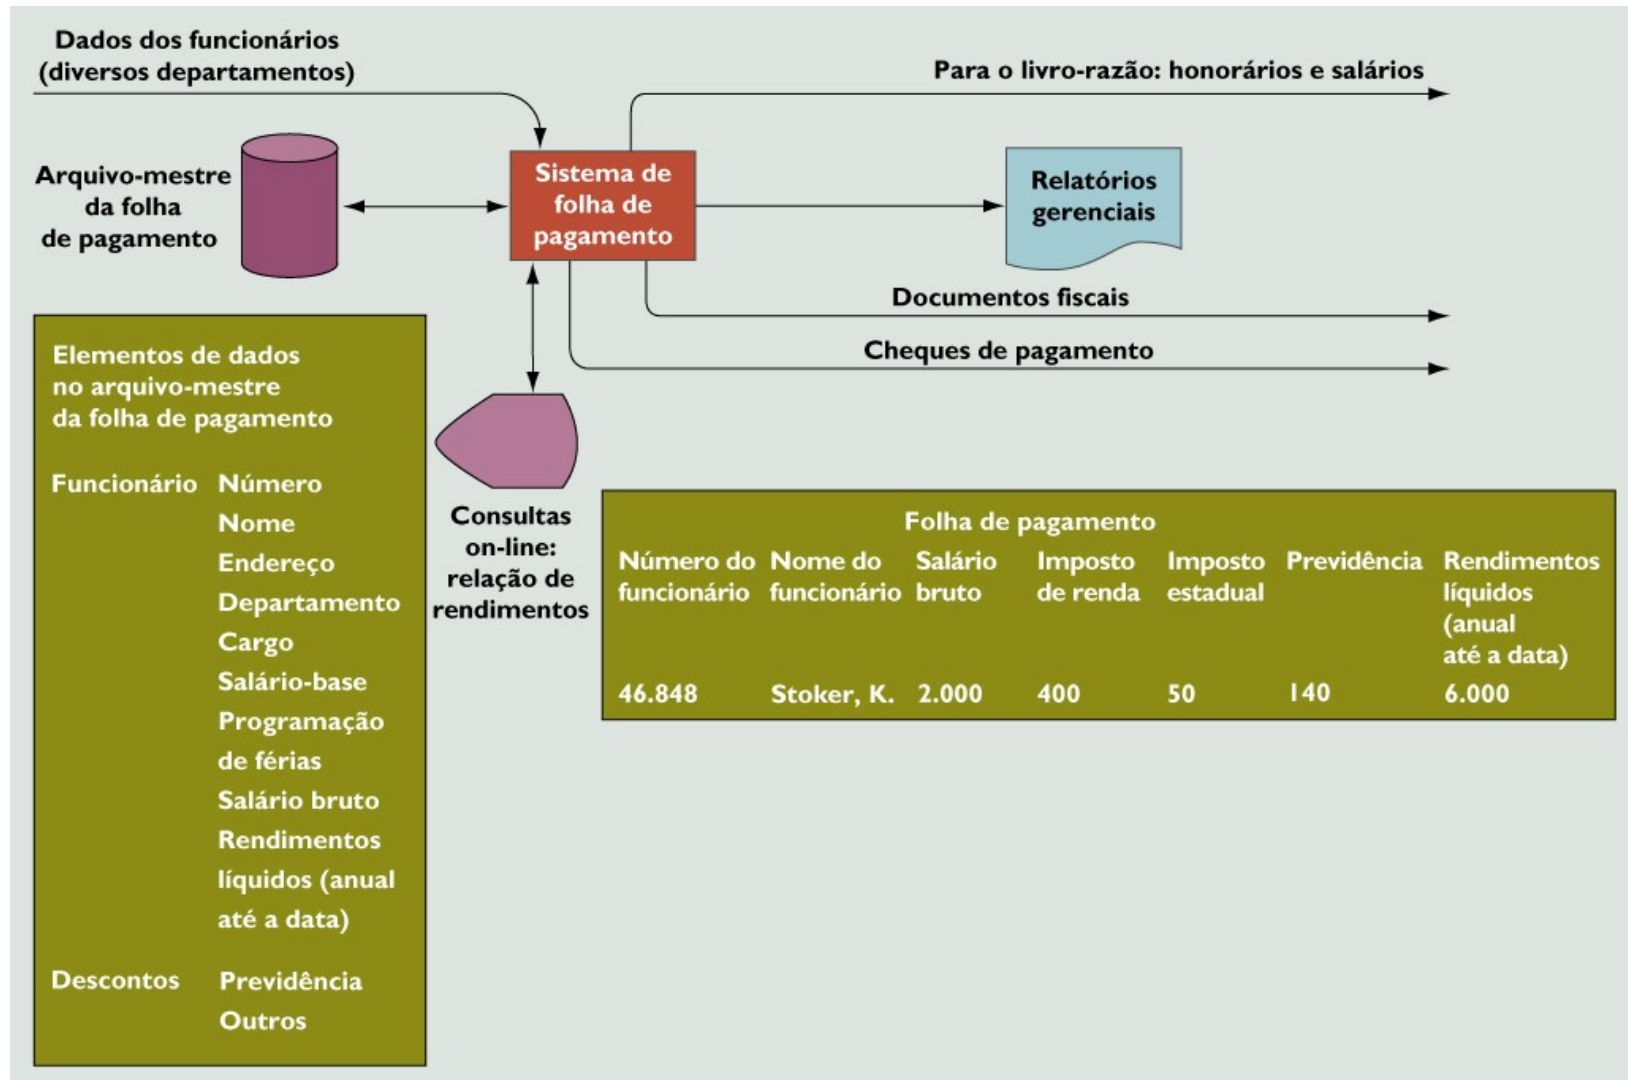 Dados dos funcionários
(diversos departamentos)
Para o livro-razão: honorários e salários
Arquivo-mestre
da folha
de pagamento
Sistema de
folha de
pagamento
Relatórios
gerenciais
Documentos fiscais
Cheques de pagamento
Elementos de dados
no arquivo-mestre
da folha de pagamento
Funcionário Número
Nome
Endereço
Departamento
Cargo
Salário-base
Programação
de férias
Salário bruto
Rendimentos
líquidos (anual
até a data)
Descontos Previdência
Outros
Consultas
on-line:
relação de
rendimentos
Folha de pagamento
Número do Nome do Salário Imposto Imposto Previdência Rendimentos
funcionário funcionário bruto de renda estadual líquidos
(anual
até a data)
46.848 Stoker, K. 2.000 400 50 140 6.000